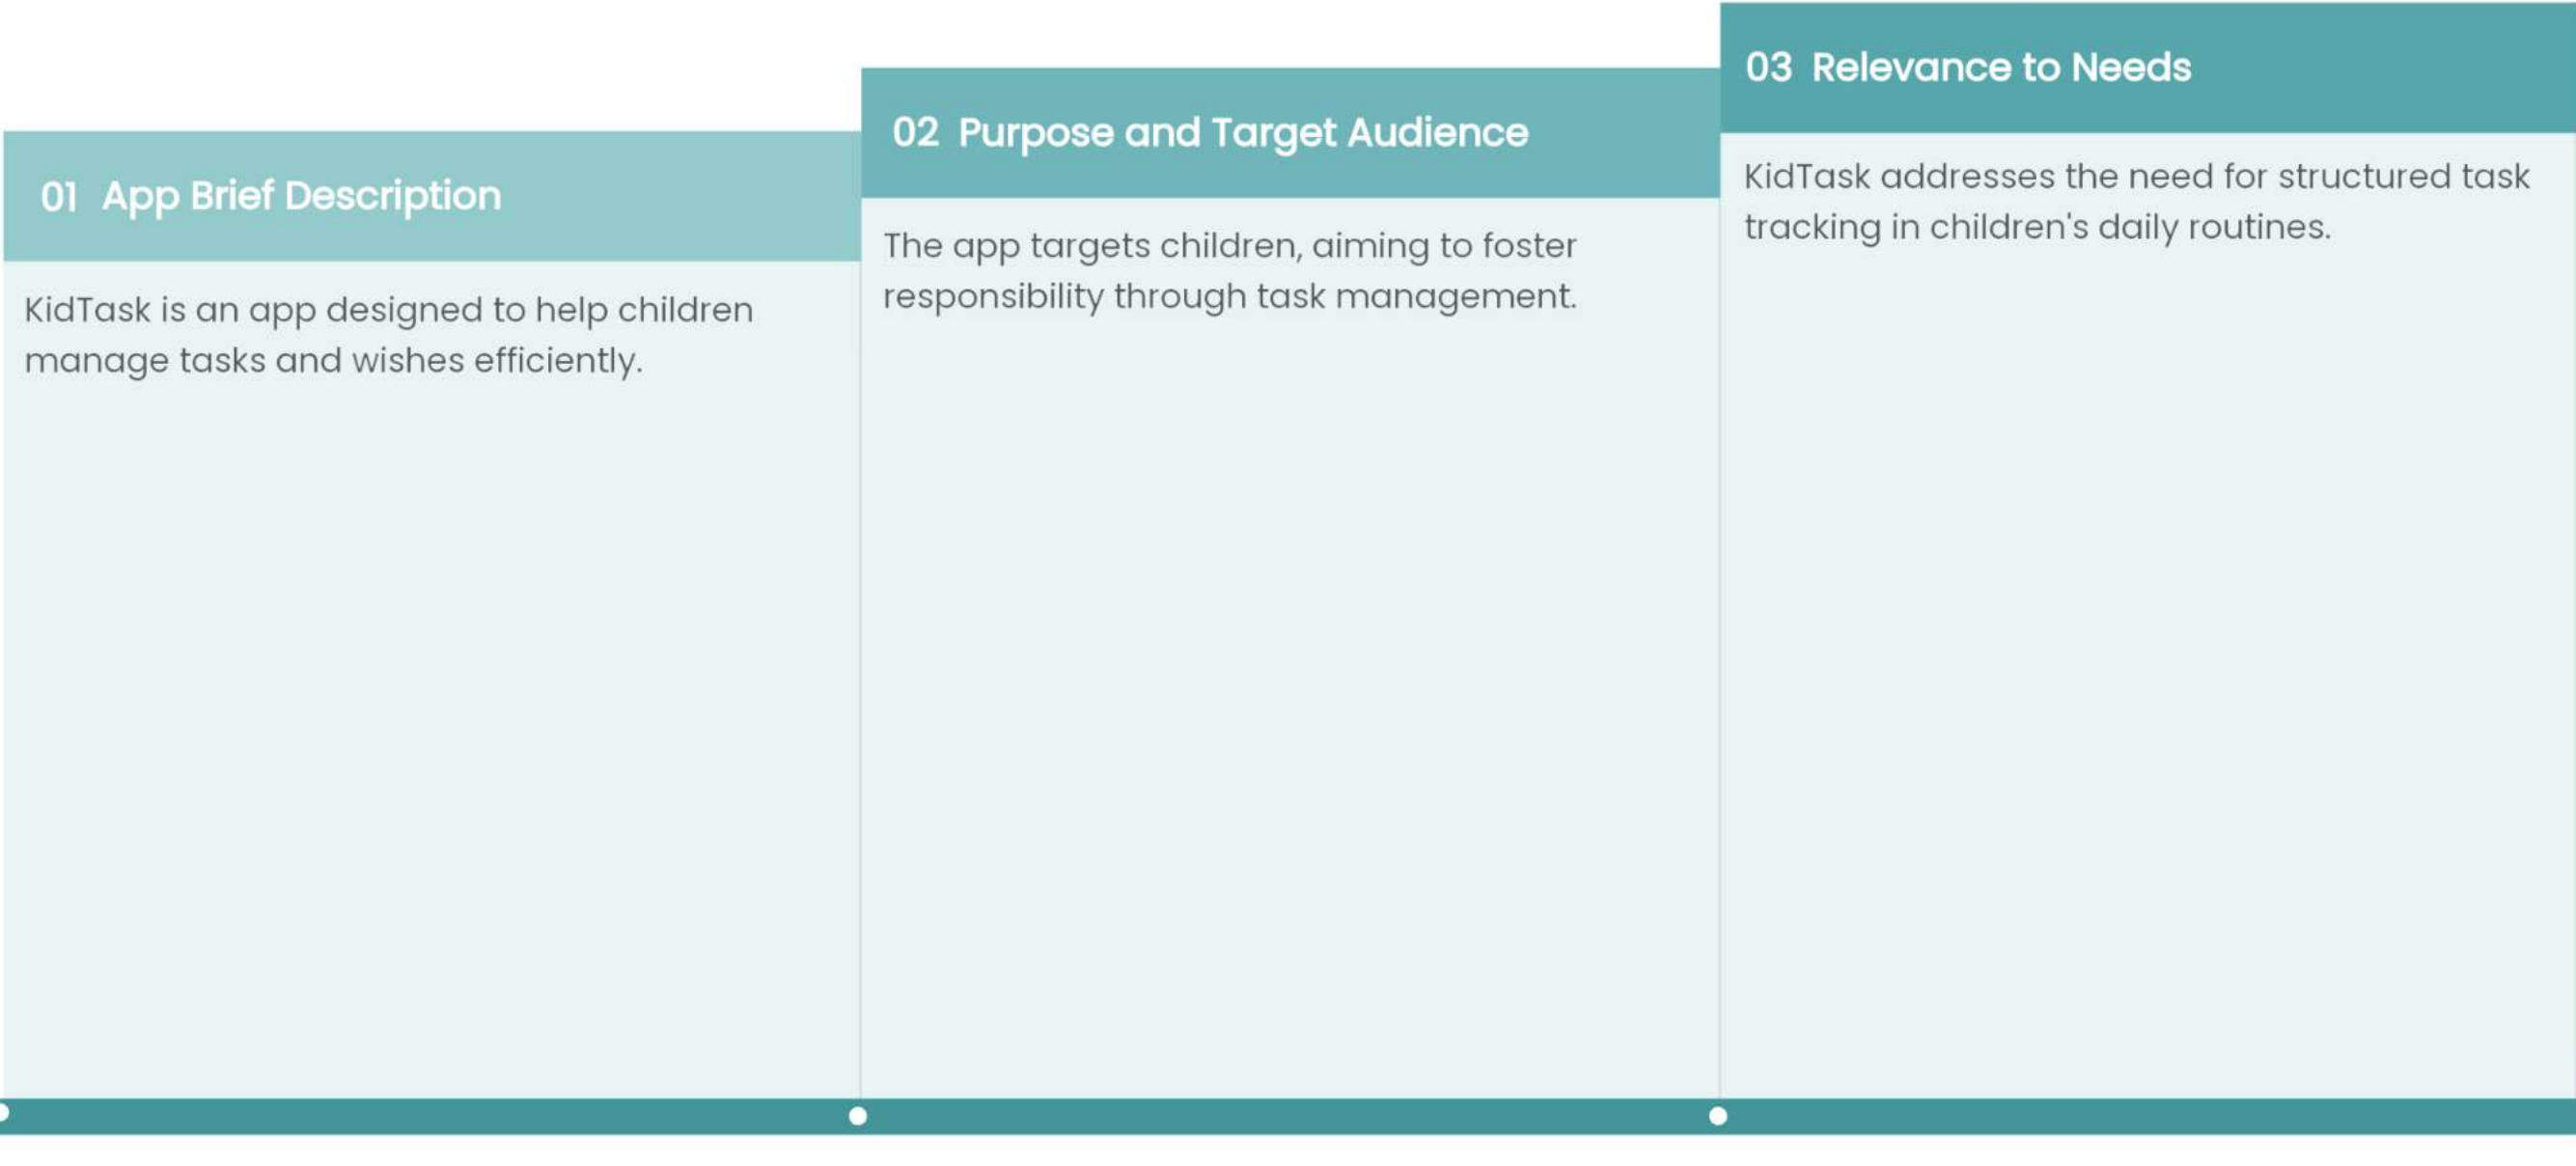 01 App Brief Description
KidTask is an app designed to help children
manage tasks and wishes efficiently.
02 Purpose and Target Audience
The app targets children, aiming to foster
responsibility through task management.
03 Relevance to Needs
KidTask addresses the need for structured task
tracking in children's daily routines.